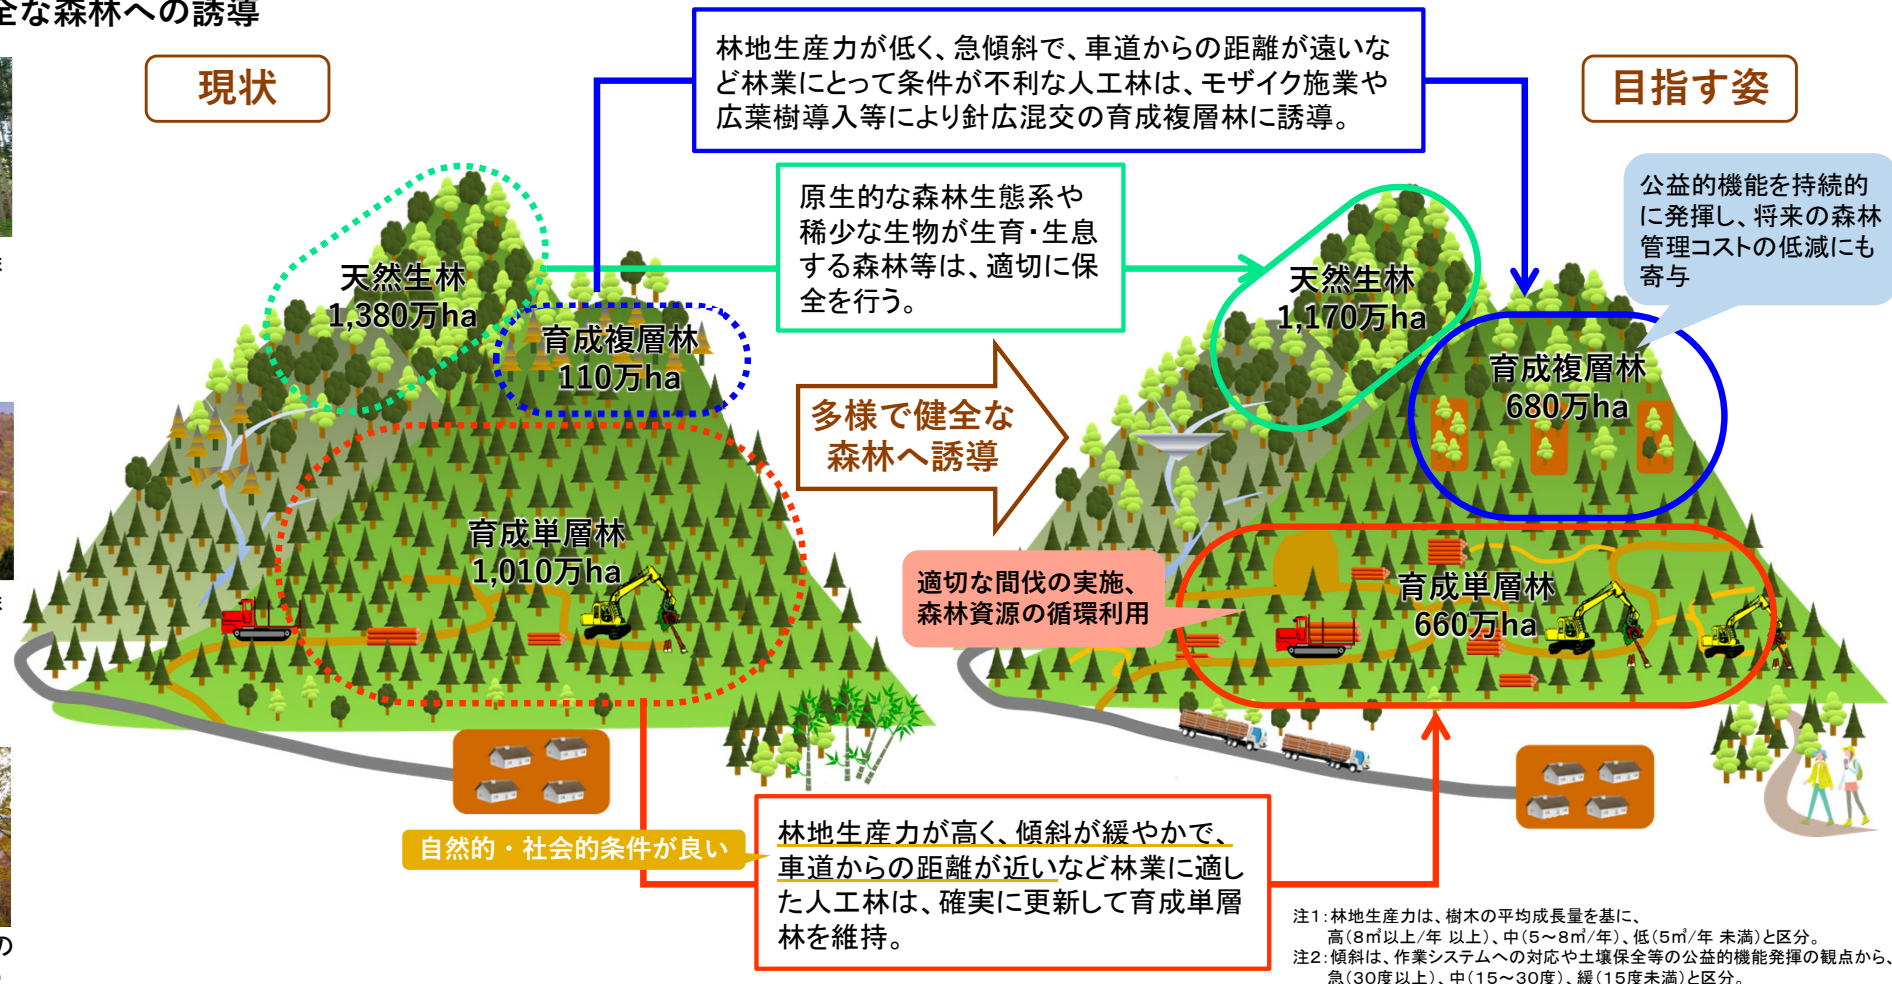 全な森林への誘導
現状
目指す姿
林地生産力が低く、急傾斜で、車道からの距離が遠いな
ど林業にとって条件が不利な人工林は、モザイク施業や
広葉樹導入等により針広混交の育成複層林に誘導。
原生的な森林生態系や
稀少な生物が生育・生息
する森林等は、適切に保
全を行う。
公益的機能を持続的
に発揮し、将来の森林
管理コストの低減にも
寄与
天然生林
1,380万ha
育成複層林
110万ha
育成単層林
1,010万ha
多様で健全な
森林へ誘導
天然生林
1,170万ha
育成複層林
680万ha
適切な間伐の実施、
森林資源の循環利用
育成単層林
660万ha
自然的・社会的条件が良い
林地生産力が高く、傾斜が緩やかで、
車道からの距離が近いなど林業に適し
た人工林は、確実に更新して育成単層
林を維持。
の
注1：林地生産力は、樹木の平均成長量を基に、
高（8㎥以上/年 以上）、中（5～8㎥/年）、低（5㎥/年 未満）と区分。
注2：傾斜は、作業システムへの対応や土壌保全等の公益的機能発揮の観点から、
急（30度以上）、中（15～30度）、緩（15度未満）と区分。